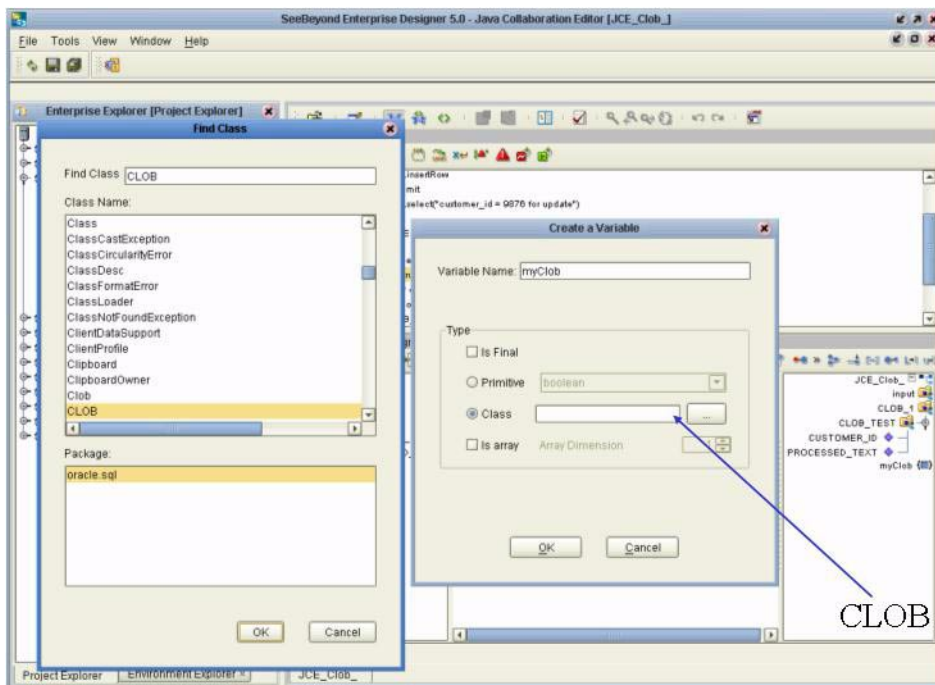 SeeBeyond Enterprise Designer 5.0 - Java Collaboration Editor [JCE_Clob_]
File Tools View Window Help
Enterprise Explorer [Project Explorer]
Find Class
Find Class CLOB
Class Name:
Class
ClassCastException
ClassCircularityError
ClassDesc
ClassFormatError
ClassLoader
ClassNotFoundException
ClientDataSupport
ClientProfile
Clipboard
ClipboardOwner
Clob
CLOB
Package:
oracle.sql
OK Cancel
.insertRow
mit
.select("customer_id = 9876 for update")
Create a Variable
Variable Name: myClob
Type
Is Final
Primitive boolean
Class ...
Is array Array Dimension 1
OK Cancel
JCE_Clob_
input
CLOB_1
CLOB_TEST
CUSTOMER_ID
PROCESSED_TEXT
myClob
CLOB
Project Explorer Environment Explorer JCE_Clob_